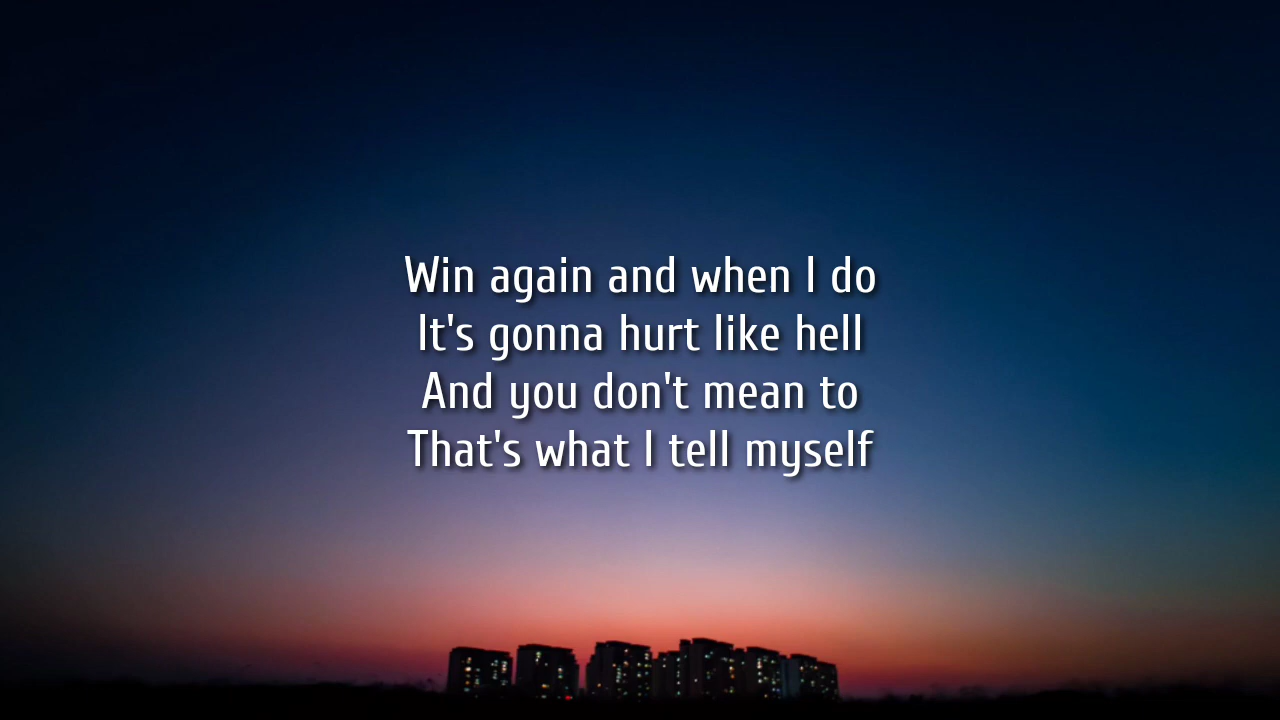 Win again and when I do
It's gonna hurt like hell
And you don't mean to
That's what I tell myself